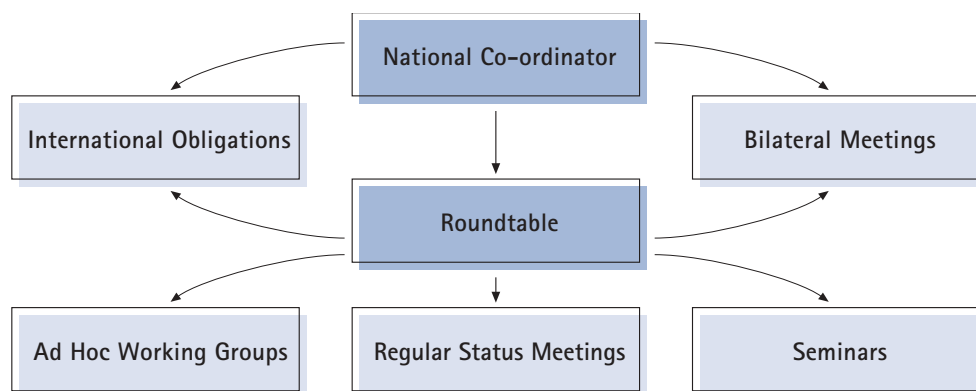 National Co-ordinator
International Obligations
Bilateral Meetings
Roundtable
Ad Hoc Working Groups
Regular Status Meetings
Seminars